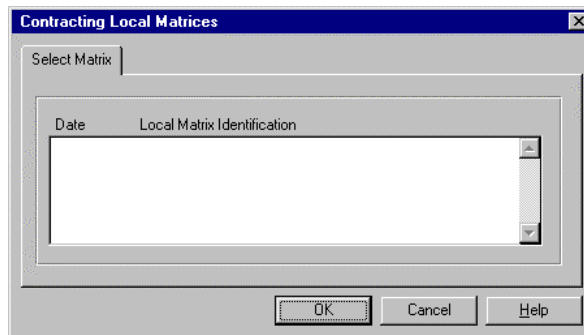 Contracting Local Matrices
Select Matrix
Date Local Matrix Identification
OK Cancel Help